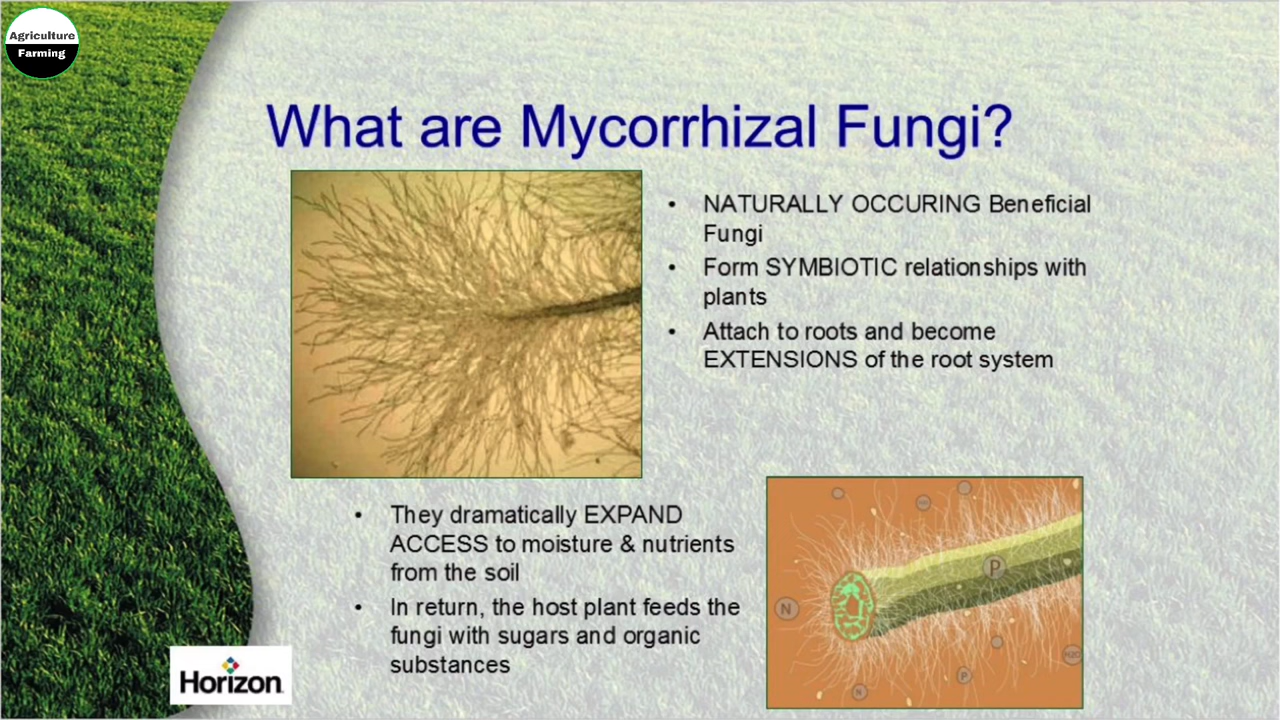 Agriculture
Farming
What are Mycorrhizal Fungi?
• NATURALLY OCCURING Beneficial
Fungi
• Form SYMBIOTIC relationships with
plants
• Attach to roots and become
EXTENSIONS of the root system
• They dramatically EXPAND
ACCESS to moisture & nutrients
from the soil
• In return, the host plant feeds the
fungi with sugars and organic
substances
P
N
H2O
P
N
Horizon